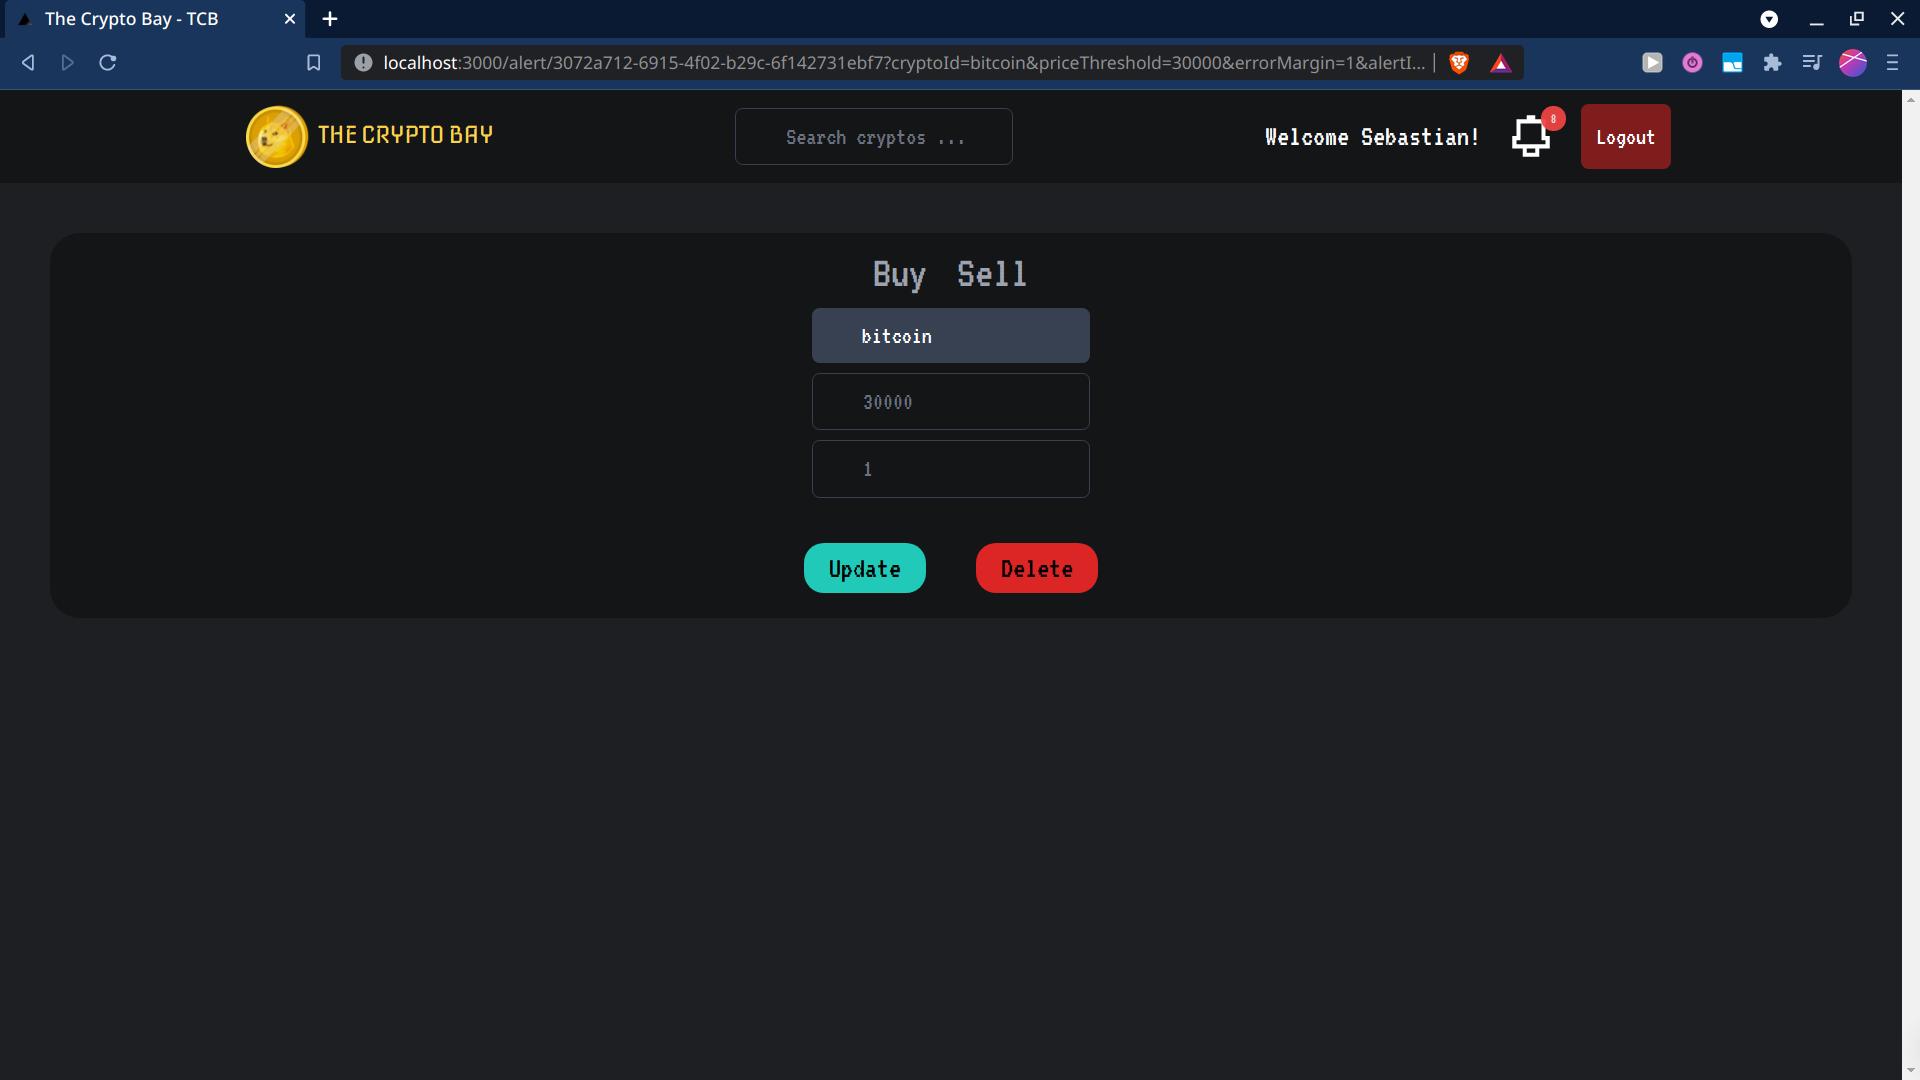 The Crypto Bay - TCB
localhost:3000/alert/3072a712-6915-4f02-b29c-6f142731ebf7?cryptoId=bitcoin&priceThreshold=30000&errorMargin=1&alertI...
THE CRYPTO BAY
Search cryptos ...
Welcome Sebastian!
8
Logout
Buy Sell
bitcoin
30000
1
Update Delete